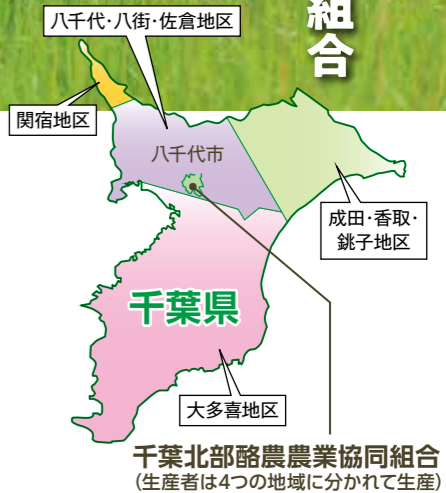 組合
八千代・八街・佐倉地区
関宿地区
八千代市
成田・香取・
銚子地区
千葉県
大多喜地区
千葉北部酪農農業協同組合
(生産者は4つの地域に分かれて生産)